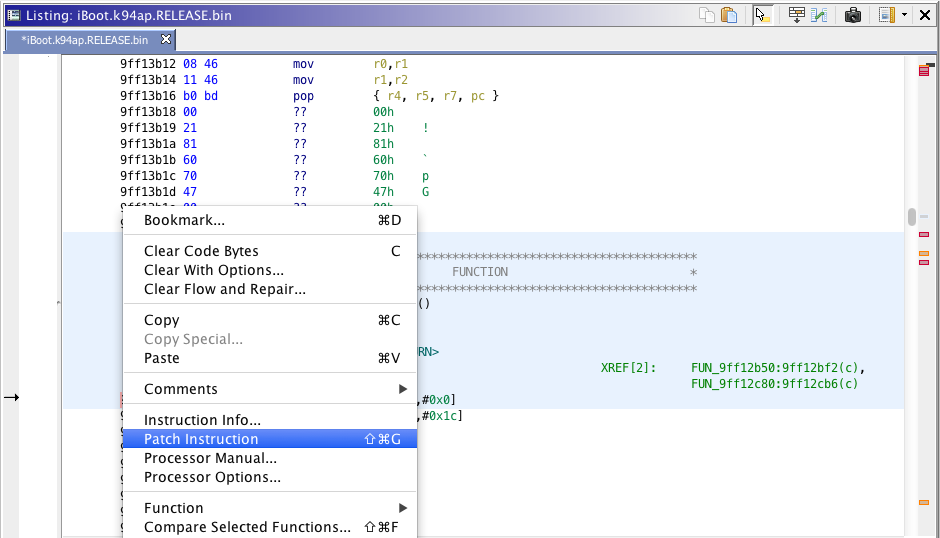 Listing: iBoot.k94ap.RELEASE.bin
*iBoot.k94ap.RELEASE.bin
9ff13b12 08 46 mov r0,r1
9ff13b14 11 46 mov r1,r2
9ff13b16 b0 bd pop { r4, r5, r7, pc }
9ff13b18 00 ?? 00h
9ff13b19 21 ?? 21h !
9ff13b1a 81 ?? 81h
9ff13b1b 60 ?? 60h `
9ff13b1c 70 ?? 70h p
9ff13b1d 47 ?? 47h G
Bookmark... ⌘D
Clear Code Bytes C
Clear With Options...
Clear Flow and Repair...
Copy ⌘C
Copy Special...
Paste ⌘V
Comments
Instruction Info...
Patch Instruction ⇧⌘G
Processor Manual...
Processor Options...
Function
Compare Selected Functions... ⇧⌘F
*******************************************
FUNCTION *
*******************************************
()
RN>
XREF[2]: FUN_9ff12b50:9ff12bf2(c),
FUN_9ff12c80:9ff12cb6(c)
,#0x0]
,#0x1c]